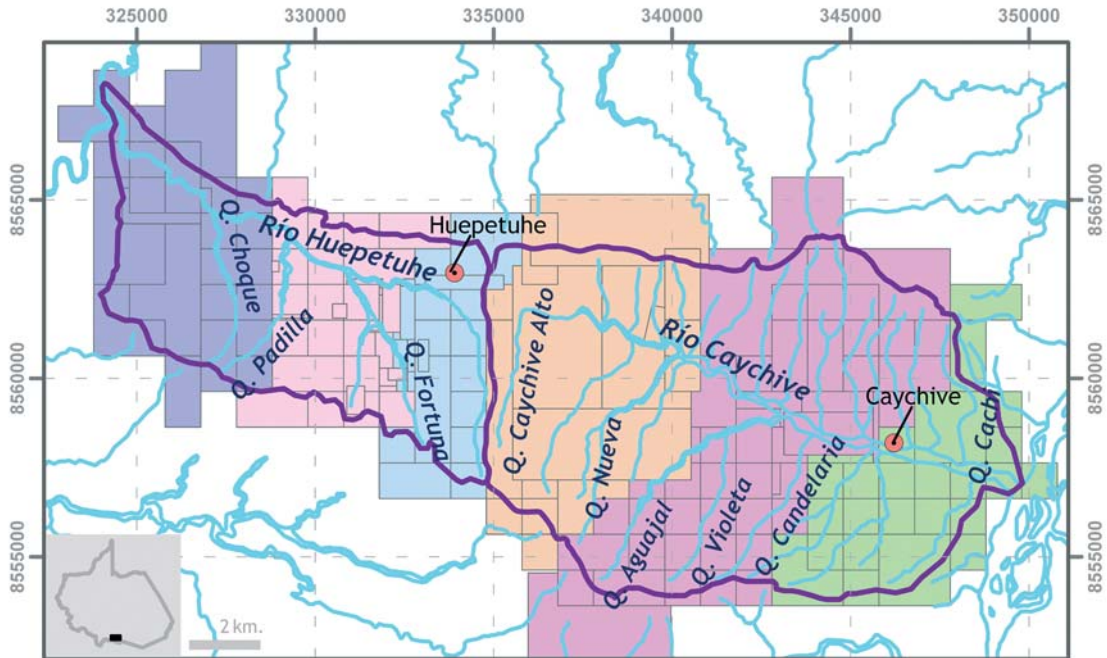 325000 330000 335000 340000 345000 350000
8565000
8560000
8555000
8565000
8560000
8555000
Huepetuhe
Río Huepetuhe
Q. Choque
Q. Padilla
Q. Fortuna
Q. Caychive Alto
Q. Nueva
Río Caychive
Caychive
Q. Aguajal
Q. Violeta
Q. Candelaria
Q. Cachi
2 km.